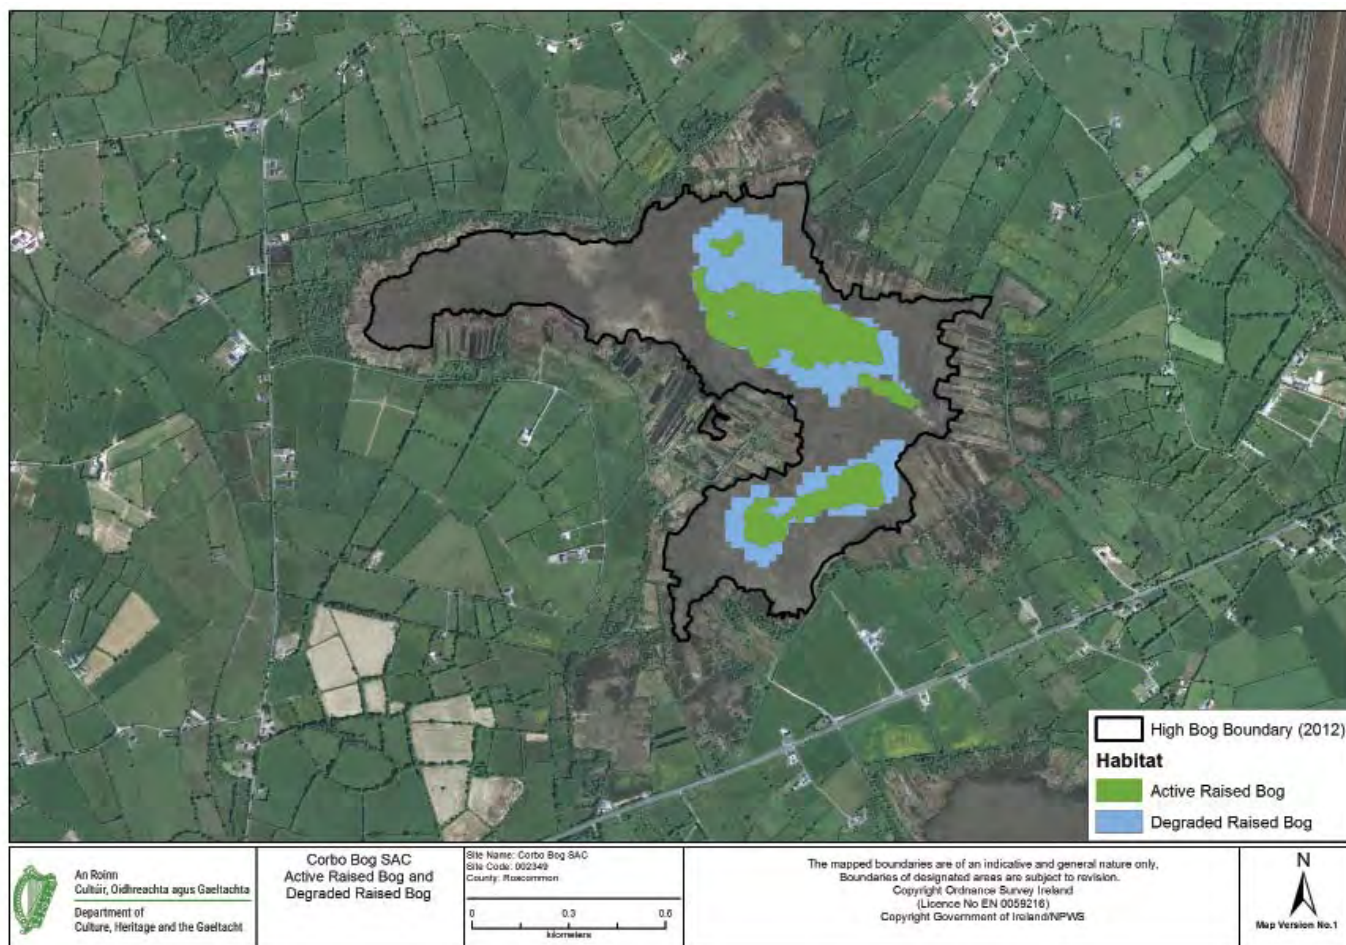 High Bog Boundary (2012)
Habitat
Active Raised Bog
Degraded Raised Bog
An Roinn
Cultúir, Oidhreachta agus Gaeltachta
Department of
Culture, Heritage and the Gaeltacht
Corbo Bog SAC
Active Raised Bog and
Degraded Raised Bog
Site Name: Corbo Bog SAC
Site Code: 002349
County: Roscommon
0 0.3 0.6
kilometers
The mapped boundaries are of an indicative and general nature only,
Boundaries of designated areas are subject to revision.
Copyright Ordnance Survey Ireland
(Licence No EN 0059216)
Copyright Government of Ireland/NPWS
N
Map Version No.1